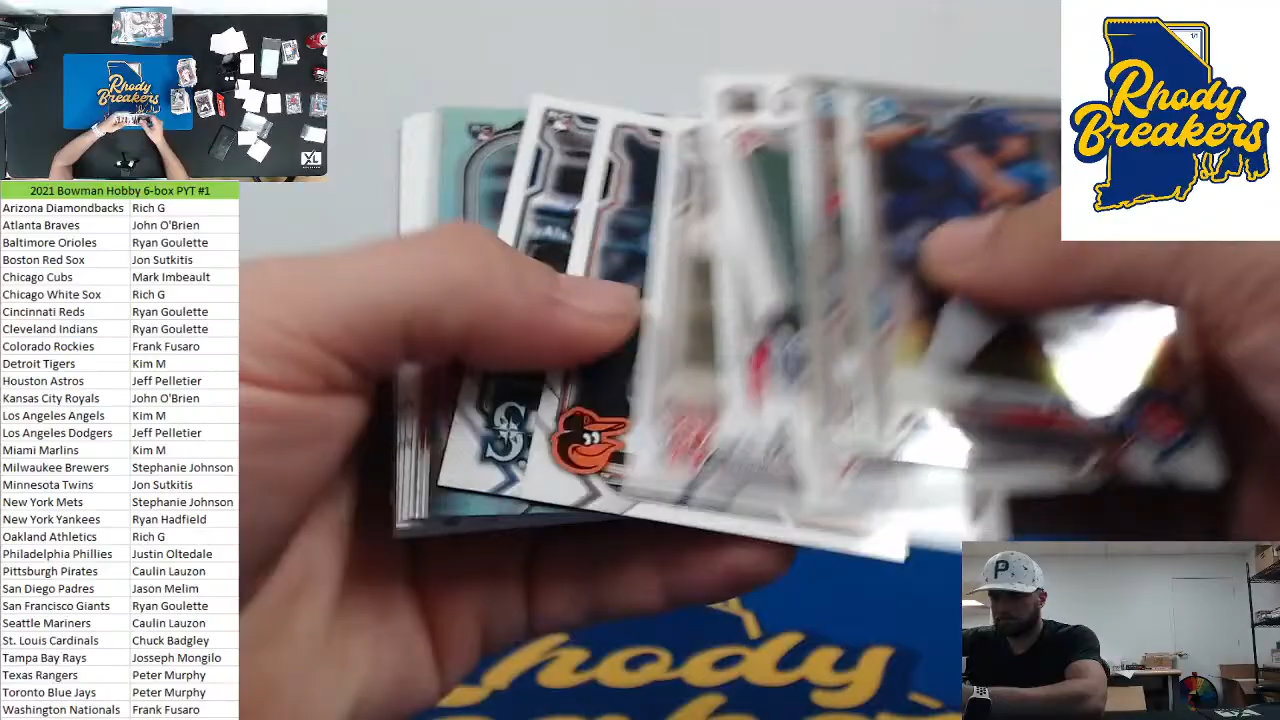 Rhody
Breakers
XL
2021 Bowman Hobby 6-box PYT #1
Arizona Diamondbacks Rich G
Atlanta Braves John O'Brien
Baltimore Orioles Ryan Goulette
Boston Red Sox Jon Sutkitis
Chicago Cubs Mark Imbeault
Chicago White Sox Rich G
Cincinnati Reds Ryan Goulette
Cleveland Indians Ryan Goulette
Colorado Rockies Frank Fusaro
Detroit Tigers Kim M
Houston Astros Jeff Pelletier
Kansas City Royals John O'Brien
Los Angeles Angels Kim M
Los Angeles Dodgers Jeff Pelletier
Miami Marlins Kim M
Milwaukee Brewers Stephanie Johnson
Minnesota Twins Jon Sutkitis
New York Mets Stephanie Johnson
New York Yankees Ryan Hadfield
Oakland Athletics Rich G
Philadelphia Phillies Justin Oltedale
Pittsburgh Pirates Caulin Lauzon
San Diego Padres Jason Melim
San Francisco Giants Ryan Goulette
Seattle Mariners Caulin Lauzon
St. Louis Cardinals Chuck Badgley
Tampa Bay Rays Josseph Mongilo
Texas Rangers Peter Murphy
Toronto Blue Jays Peter Murphy
Washington Nationals Frank Fusaro
1/1
Rhody
Breakers
S
P
Rhody